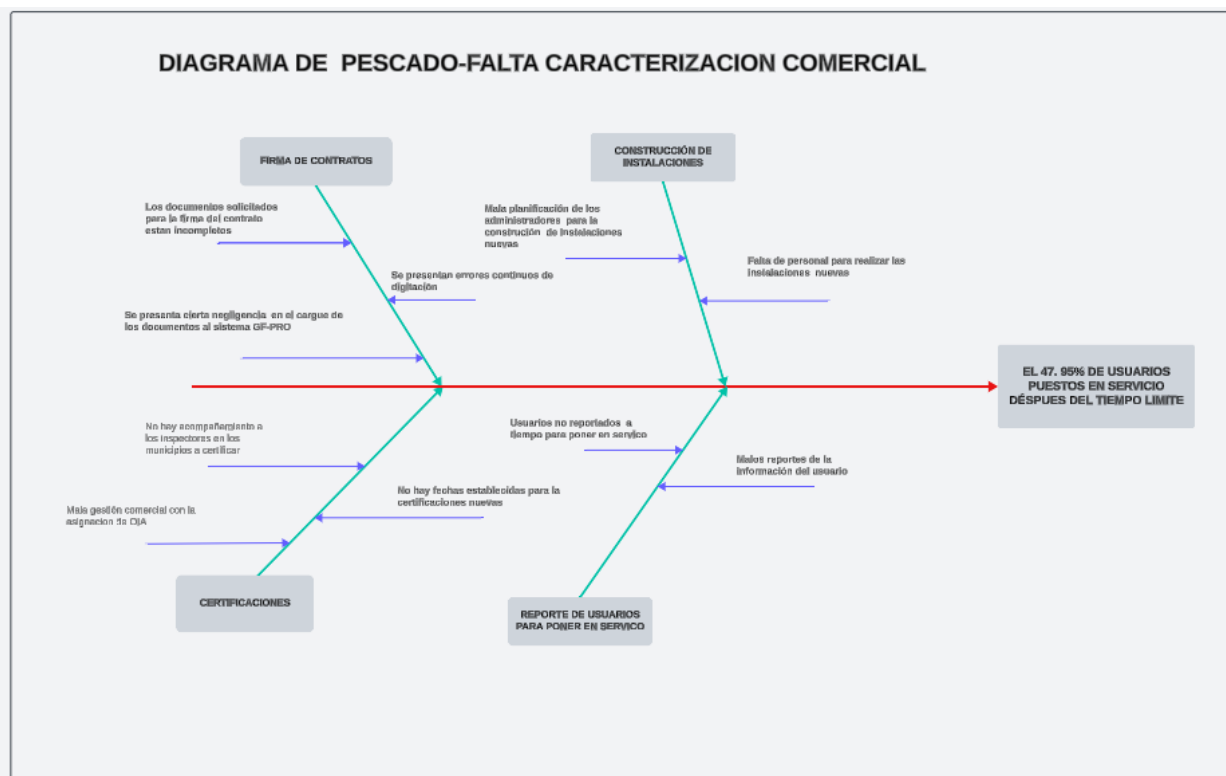 DIAGRAMA DE PESCADO-FALTA CARACTERIZACION COMERCIAL
FIRMA DE CONTRATOS
CONSTRUCCIÓN DE
INSTALACIONES
Los documentos solicitados
para la firma del contrato
estan incompletos
Se presentan errores continuos de
digitación
Se presenta cierta negligencia en el cargue de
los documentos al sistema GF-PRO
Mala planificación de los
administradores para la
construción de instalaciones
nuevas
Falta de personal para realizar las
instalaciones nuevas
EL 47. 95% DE USUARIOS
PUESTOS EN SERVICIO
DÉSPUES DEL TIEMPO LIMITE
No hay acompañamiento a
los inspectores en los
municipios a certificar
No hay fechas establecidas para la
certificaciones nuevas
Mala gestión comercial con la
asignacion de OIA
CERTIFICACIONES
Usuarios no reportados a
tiempo para poner en servico
Malos reportes de la
información del usuario
REPORTE DE USUARIOS
PARA PONER EN SERVICO